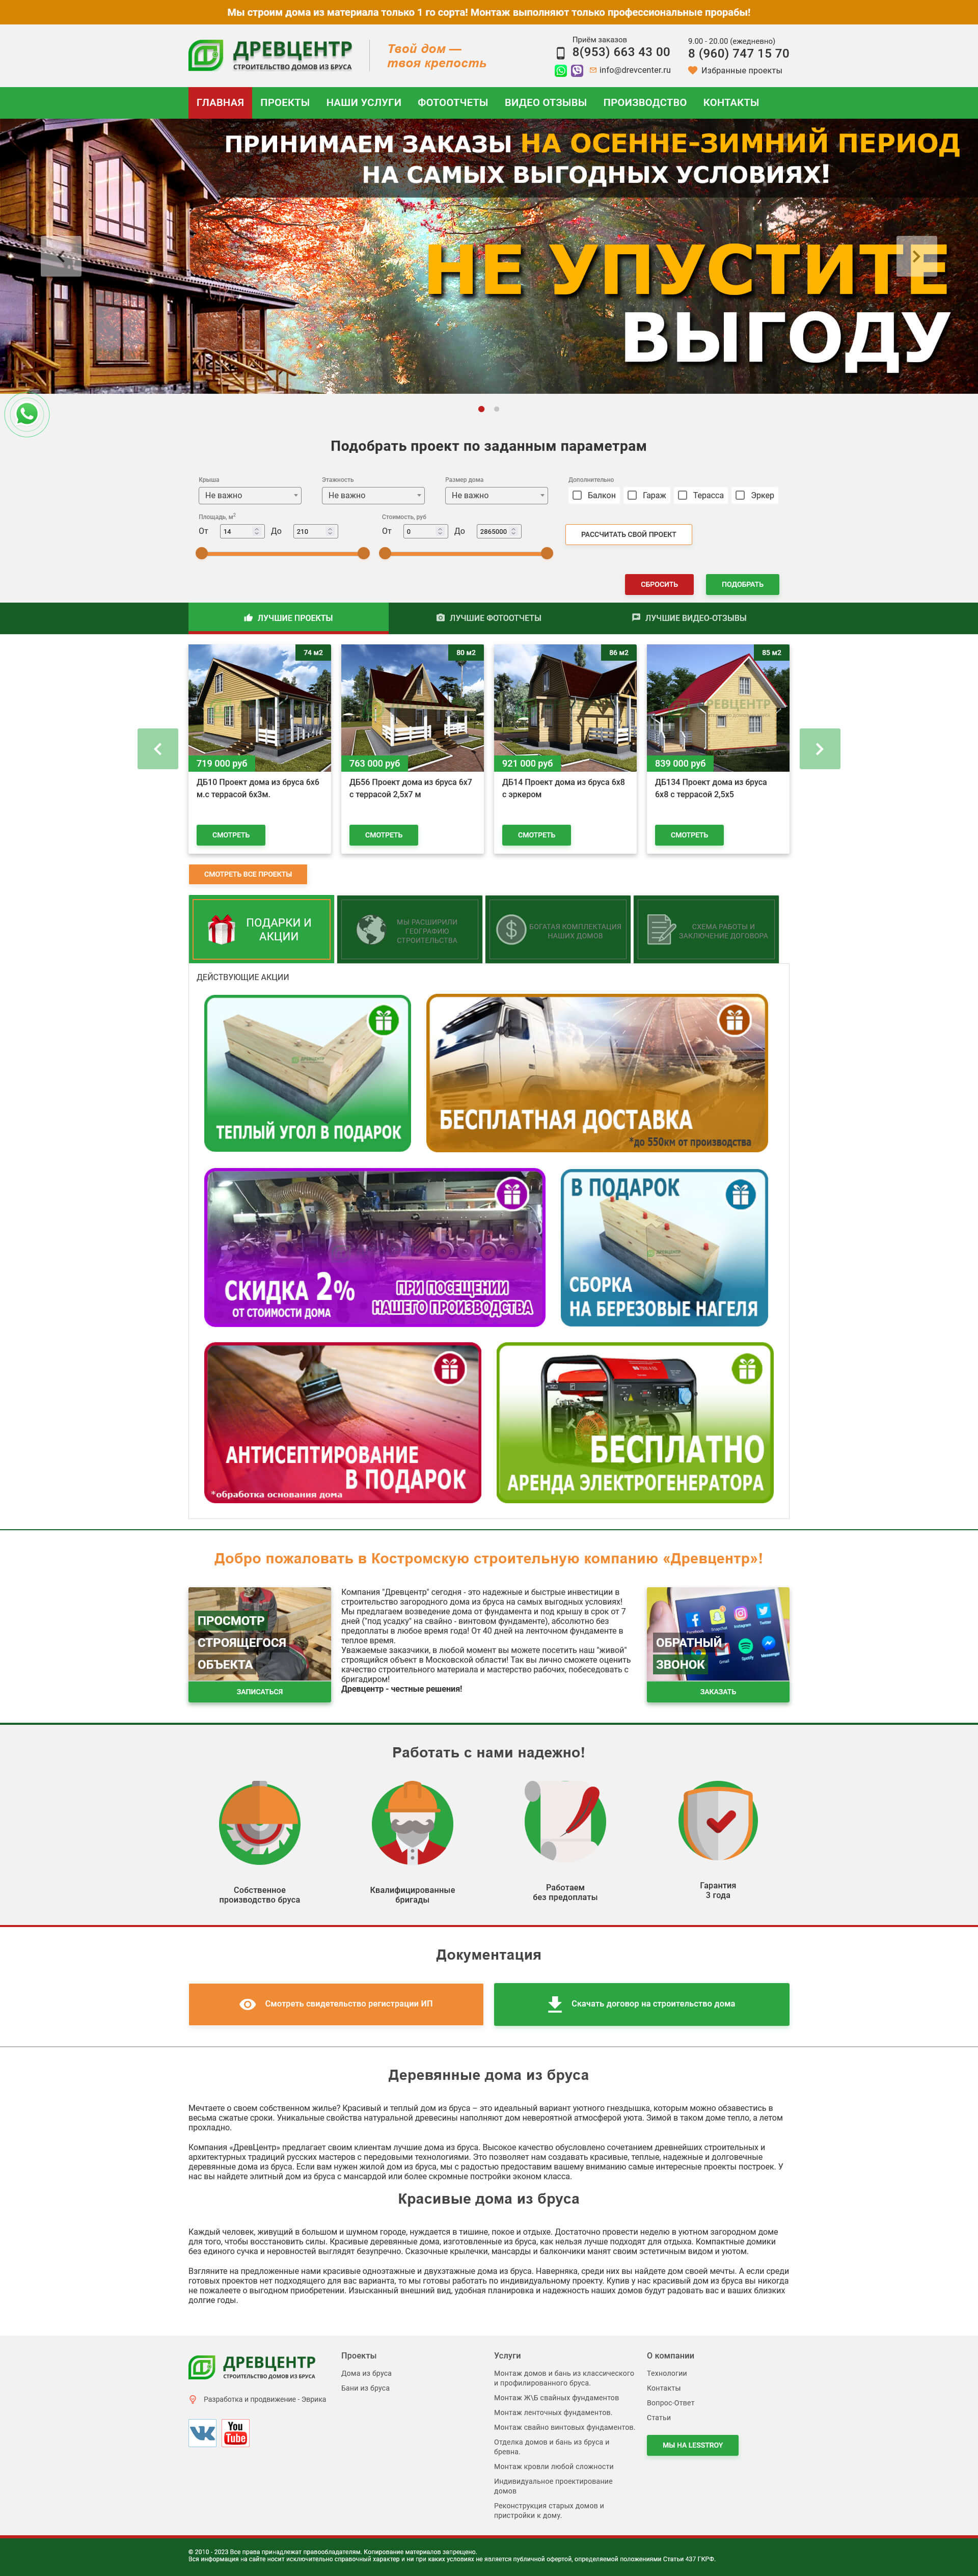 Мы строим дома из материала только 1 го сорта! Монтаж выполняют только профессиональные прорабы!
ДРЕВЦЕНТР
СТРОИТЕЛЬСТВО ДОМОВ ИЗ БРУСА
Твой дом —
твоя крепость
Приём заказов
8(953) 663 43 00
info@drevcenter.ru
9.00 - 20.00 (ежедневно)
8 (960) 747 15 70
Избранные проекты
ГЛАВНАЯ ПРОЕКТЫ НАШИ УСЛУГИ ФОТООТЧЕТЫ ВИДЕО ОТЗЫВЫ ПРОИЗВОДСТВО КОНТАКТЫ
ПРИНИМАЕМ ЗАКАЗЫ НА ОСЕННЕ-ЗИМНИЙ ПЕРИОД
НА САМЫХ ВЫГОДНЫХ УСЛОВИЯХ!
НЕ УПУСТИТЕ
ВЫГОДУ
Подобрать проект по заданным параметрам
Крыша Этажность Размер дома Дополнительно
Не важно Не важно Не важно Балкон Гараж Терасса Эркер
Площадь, м2 Стоимость, руб
От 14 До 210 От 0 До 2865000
РАССЧИТАТЬ СВОЙ ПРОЕКТ
СБРОСИТЬ ПОДОБРАТЬ
ЛУЧШИЕ ПРОЕКТЫ ЛУЧШИЕ ФОТООТЧЕТЫ ЛУЧШИЕ ВИДЕО-ОТЗЫВЫ
74 м2 80 м2 86 м2 85 м2
719 000 руб 763 000 руб 921 000 руб 839 000 руб
ДБ10 Проект дома из бруса 6х6
м.с террасой 6х3м.
ДБ56 Проект дома из бруса 6х7
с террасой 2,5х7 м
ДБ14 Проект дома из бруса 6х8
с эркером
ДБ134 Проект дома из бруса
6х8 с террасой 2,5х5
СМОТРЕТЬ СМОТРЕТЬ СМОТРЕТЬ СМОТРЕТЬ
СМОТРЕТЬ ВСЕ ПРОЕКТЫ
ПОДАРКИ И
АКЦИИ
МЫ РАСШИРИЛИ
ГЕОГРАФИЮ
СТРОИТЕЛЬСТВА
БОГАТАЯ КОМПЛЕКТАЦИЯ
НАШИХ ДОМОВ
СХЕМА РАБОТЫ И
ЗАКЛЮЧЕНИЕ ДОГОВОРА
ДЕЙСТВУЮЩИЕ АКЦИИ
ТЕПЛЫЙ УГОЛ В ПОДАРОК
БЕСПЛАТНАЯ ДОСТАВКА
*до 550км от производства
СКИДКА 2%
ОТ СТОИМОСТИ ДОМА
ПРИ ПОСЕЩЕНИИ
НАШЕГО ПРОИЗВОДСТВА
В ПОДАРОК
СБОРКА
НА БЕРЕЗОВЫЕ НАГЕЛЯ
АНТИСЕПТИРОВАНИЕ
В ПОДАРОК
*обработка основания дома
БЕСПЛАТНО
АРЕНДА ЭЛЕКТРОГЕНЕРАТОРА
Добро пожаловать в Костромскую строительную компанию «Древцентр»!
ПРОСМОТР
СТРОЯЩЕГОСЯ
ОБЪЕКТА
ЗАПИСАТЬСЯ
Компания "Древцентр" сегодня - это надежные и быстрые инвестиции в
строительство загородного дома из бруса на самых выгодных условиях!
Мы предлагаем возведение дома от фундамента и под крышу в срок от 7
дней ("под усадку" на свайно - винтовом фундаменте), абсолютно без
предоплаты в любое время года! От 40 дней на ленточном фундаменте в
теплое время.
Уважаемые заказчики, в любой момент вы можете посетить наш "живой"
строящийся объект в Московской области! Так вы лично сможете оценить
качество строительного материала и мастерство рабочих, побеседовать с
бригадиром!
Древцентр - честные решения!
ОБРАТНЫЙ
ЗВОНОК
ЗАКАЗАТЬ
Работать с нами надежно!
Собственное
производство бруса
Квалифицированные
бригады
Работаем
без предоплаты
Гарантия
3 года
Документация
Смотреть свидетельство регистрации ИП
Скачать договор на строительство дома
Деревянные дома из бруса
Мечтаете о своем собственном жилье? Красивый и теплый дом из бруса – это идеальный вариант уютного гнездышка, которым можно обзавестись в
весьма сжатые сроки. Уникальные свойства натуральной древесины наполняют дом невероятной атмосферой уюта. Зимой в таком доме тепло, а летом
прохладно.
Компания «ДревЦентр» предлагает своим клиентам лучшие дома из бруса. Высокое качество обусловлено сочетанием древнейших строительных и
архитектурных традиций русских мастеров с передовыми технологиями. Это позволяет нам создавать красивые, теплые, надежные и долговечные
деревянные дома из бруса. Если вам нужен жилой дом из бруса, мы с радостью предоставим вашему вниманию самые интересные проекты построек. У
нас вы найдете элитный дом из бруса с мансардой или более скромные постройки эконом класса.
Красивые дома из бруса
Каждый человек, живущий в большом и шумном городе, нуждается в тишине, покое и отдыхе. Достаточно провести неделю в уютном загородном доме
для того, чтобы восстановить силы. Красивые деревянные дома, изготовленные из бруса, как нельзя лучше подходят для отдыха. Компактные домики
без единого сучка и неровностей выглядят безупречно. Сказочные крылечки, мансарды и балкончики манят своим эстетичным видом и уютом.
Взгляните на предложенные нами красивые одноэтажные и двухэтажные дома из бруса. Наверняка, среди них вы найдете дом своей мечты. А если среди
готовых проектов нет подходящего для вас варианта, то мы готовы работать по индивидуальному проекту. Купив у нас красивый дом из бруса вы никогда
не пожалеете о выгодном приобретении. Изысканный внешний вид, удобная планировка и надежность наших домов будут радовать вас и ваших близких
долгие годы.
ДРЕВЦЕНТР
СТРОИТЕЛЬСТВО ДОМОВ ИЗ БРУСА
Разработка и продвижение - Эврика
You
Tube
Проекты
Дома из бруса
Бани из бруса
Услуги
Монтаж домов и бань из классического
и профилированного бруса.
Монтаж Ж\Б свайных фундаментов
Монтаж ленточных фундаментов.
Монтаж свайно винтовых фундаментов.
Отделка домов и бань из бруса и
бревна.
Монтаж кровли любой сложности
Индивидуальное проектирование
домов
Реконструкция старых домов и
пристройки к дому.
О компании
Технологии
Контакты
Вопрос-Ответ
Статьи
МЫ НА LESSTROY
© 2010 - 2023 Все права принадлежат правообладателям. Копирование материалов запрещено.
Вся информация на сайте носит исключительно справочный характер и ни при каких условиях не является публичной офертой, определяемой положениями Статьи 437 ГКРФ.